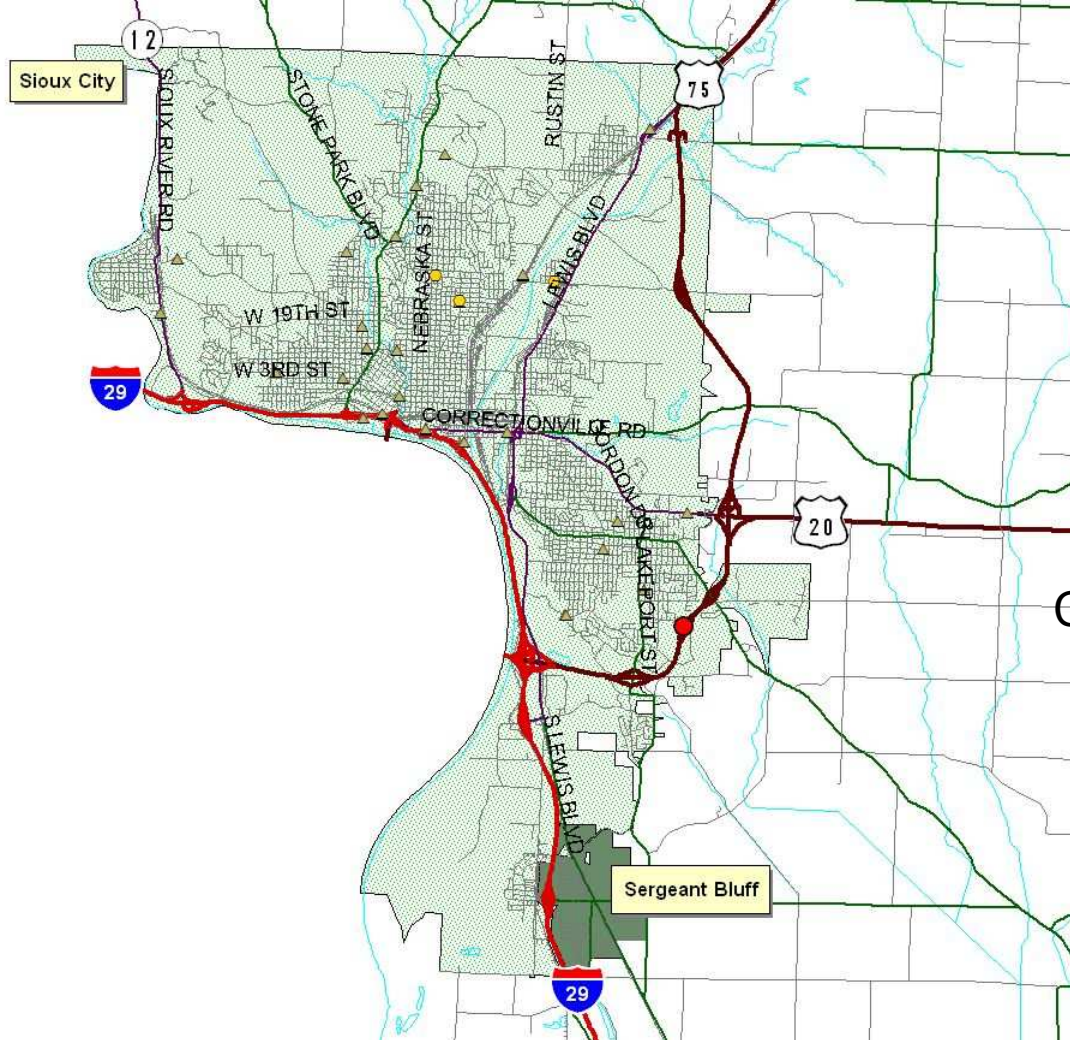 12
Sioux City
75
SIOUX RIVER RD
STONE PARK BLVD
RUSTIN ST
NEBRASKA ST
LEWIS BLVD
W 19TH ST
W 3RD ST
29
CORRECTIONVILLE RD
GORDON DR
20
S LAKEPORT ST
S LEWIS BLVD
Sergeant Bluff
29